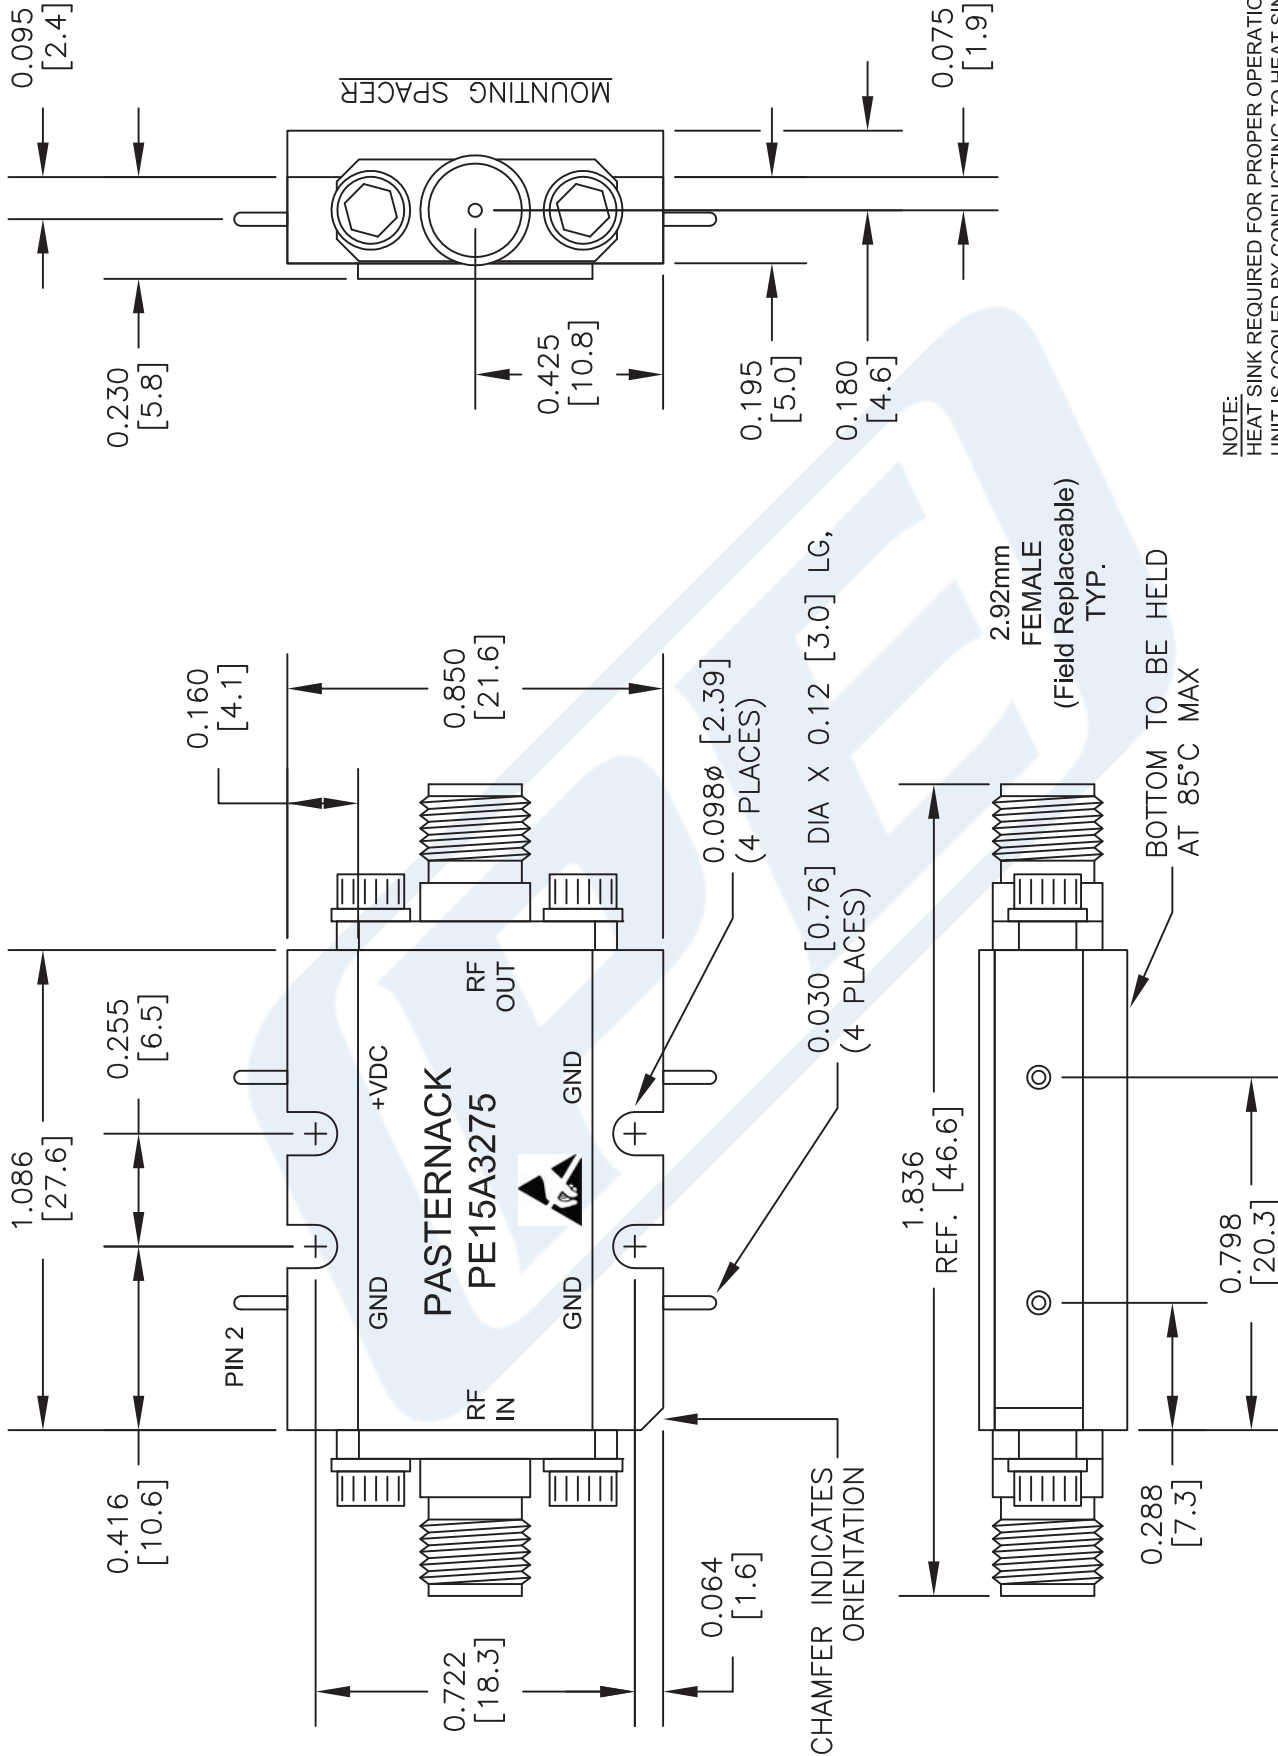 1.086
[27.6]
0.416
[10.6]
0.255
[6.5]
0.160
[4.1]
0.230
[5.8]
0.095
[2.4]
PIN 2
GND
+VDC
RF
IN
PASTERNACK
PE15A3275
RF
OUT
GND
GND
0.850
[21.6]
0.722
[18.3]
0.064
[1.6]
0.098ø [2.39]
(4 PLACES)
0.030 [0.76] DIA X 0.12 [3.0] LG,
(4 PLACES)
CHAMFER INDICATES
ORIENTATION
MOUNTING SPACER
0.425
[10.8]
0.195
[5.0]
0.180
[4.6]
0.075
[1.9]
1.836
REF. [46.6]
2.92mm
FEMALE
(Field Replaceable)
TYP.
BOTTOM TO BE HELD
AT 85°C MAX
0.288
[7.3]
0.798
[20.3]
NOTE:
HEAT SINK REQUIRED FOR PROPER OPERATIO
UNIT IS COOLED BY CONDUCTING TO HEAT SIN
PE